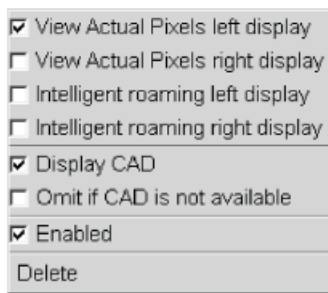 View Actual Pixels left display
View Actual Pixels right display
Intelligent roaming left display
Intelligent roaming right display
Display CAD
Omit if CAD is not available
Enabled
Delete